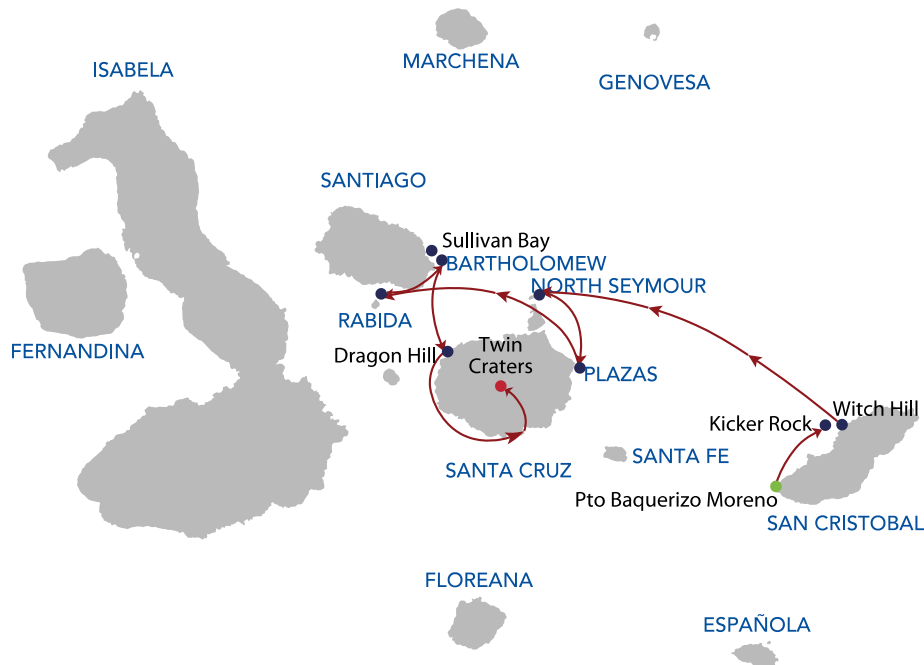 MARCHENA
ISABELA
GENOVESA
SANTIAGO
Sullivan Bay
BARTHOLOMEW
NORTH SEYMOUR
RABIDA
FERNANDINA
Dragon Hill
Twin
Craters
PLAZAS
Kicker Rock
Witch Hill
SANTA CRUZ
SANTA FE
Pto Baquerizo Moreno
SAN CRISTOBAL
FLOREANA
ESPAÑOLA